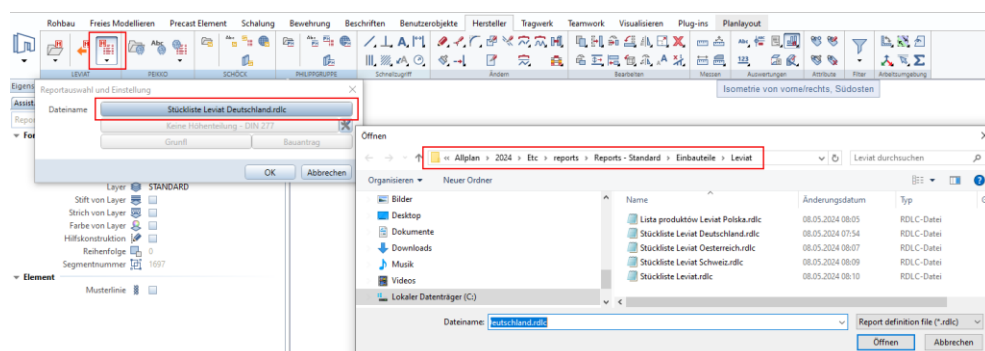 Rohbau Freies Modellieren Precast Element Schalung Bewehrung Beschriften Benutzerobjekte Hersteller Tragwerk Teamwork Visualisieren Plug-ins Planlayout
LEVIAT PEIKKO SCHÖCK PHILIPPGRUPPE Schnellzugriff Ändern Bearbeiten Messen Auswertungen Attribute Filter Arbeitsumgebung
Eigens
Reportauswahl und Einstellung
Isometrie von vorne/rechts, Südosten
Assist
Dateiname Stückliste Leviat Deutschland.rdlc
Repor
Keine Höhenteilung - DIN 277
Grunfl Bauantrag
For
OK Abbrechen
Layer STANDARD
Stift von Layer
Strich von Layer
Farbe von Layer
Hilfskonstruktion
Reihenfolge 0
Segmentnummer 1697
Element
Musterlinie
Öffnen
« Allplan > 2024 > Etc > reports > Reports - Standard > Einbauteile > Leviat
Leviat durchsuchen
Organisieren Neuer Ordner
Name Änderungsdatum Typ
Bilder
Desktop
Dokumente
Downloads
Musik
Videos
Lokaler Datenträger (C:)
Lista produktów Leviat Polska.rdlc 08.05.2024 08:05 RDLC-Datei
Stückliste Leviat Deutschland.rdlc 08.05.2024 07:54 RDLC-Datei
Stückliste Leviat Oesterreich.rdlc 08.05.2024 08:07 RDLC-Datei
Stückliste Leviat Schweiz.rdlc 08.05.2024 08:09 RDLC-Datei
Stückliste Leviat.rdlc 08.05.2024 08:10 RDLC-Datei
Dateiname: eutschland.rdlc
Report definition file (*.rdlc)
Öffnen Abbrechen